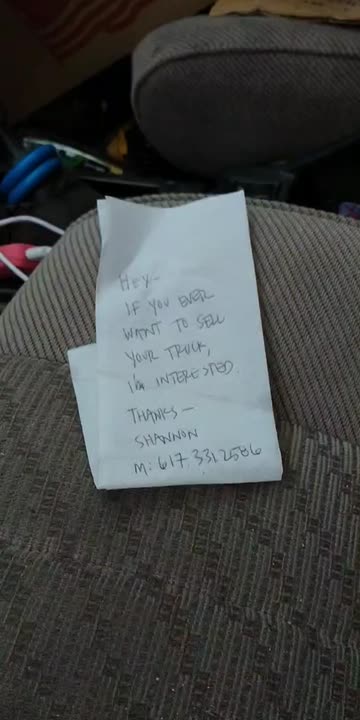 Hey-
IF YOU EVER
WANT TO SELL
YOUR TRUCK,
I'm INTERESTED.
THANKS-
SHANNON
M: 617.331.2586